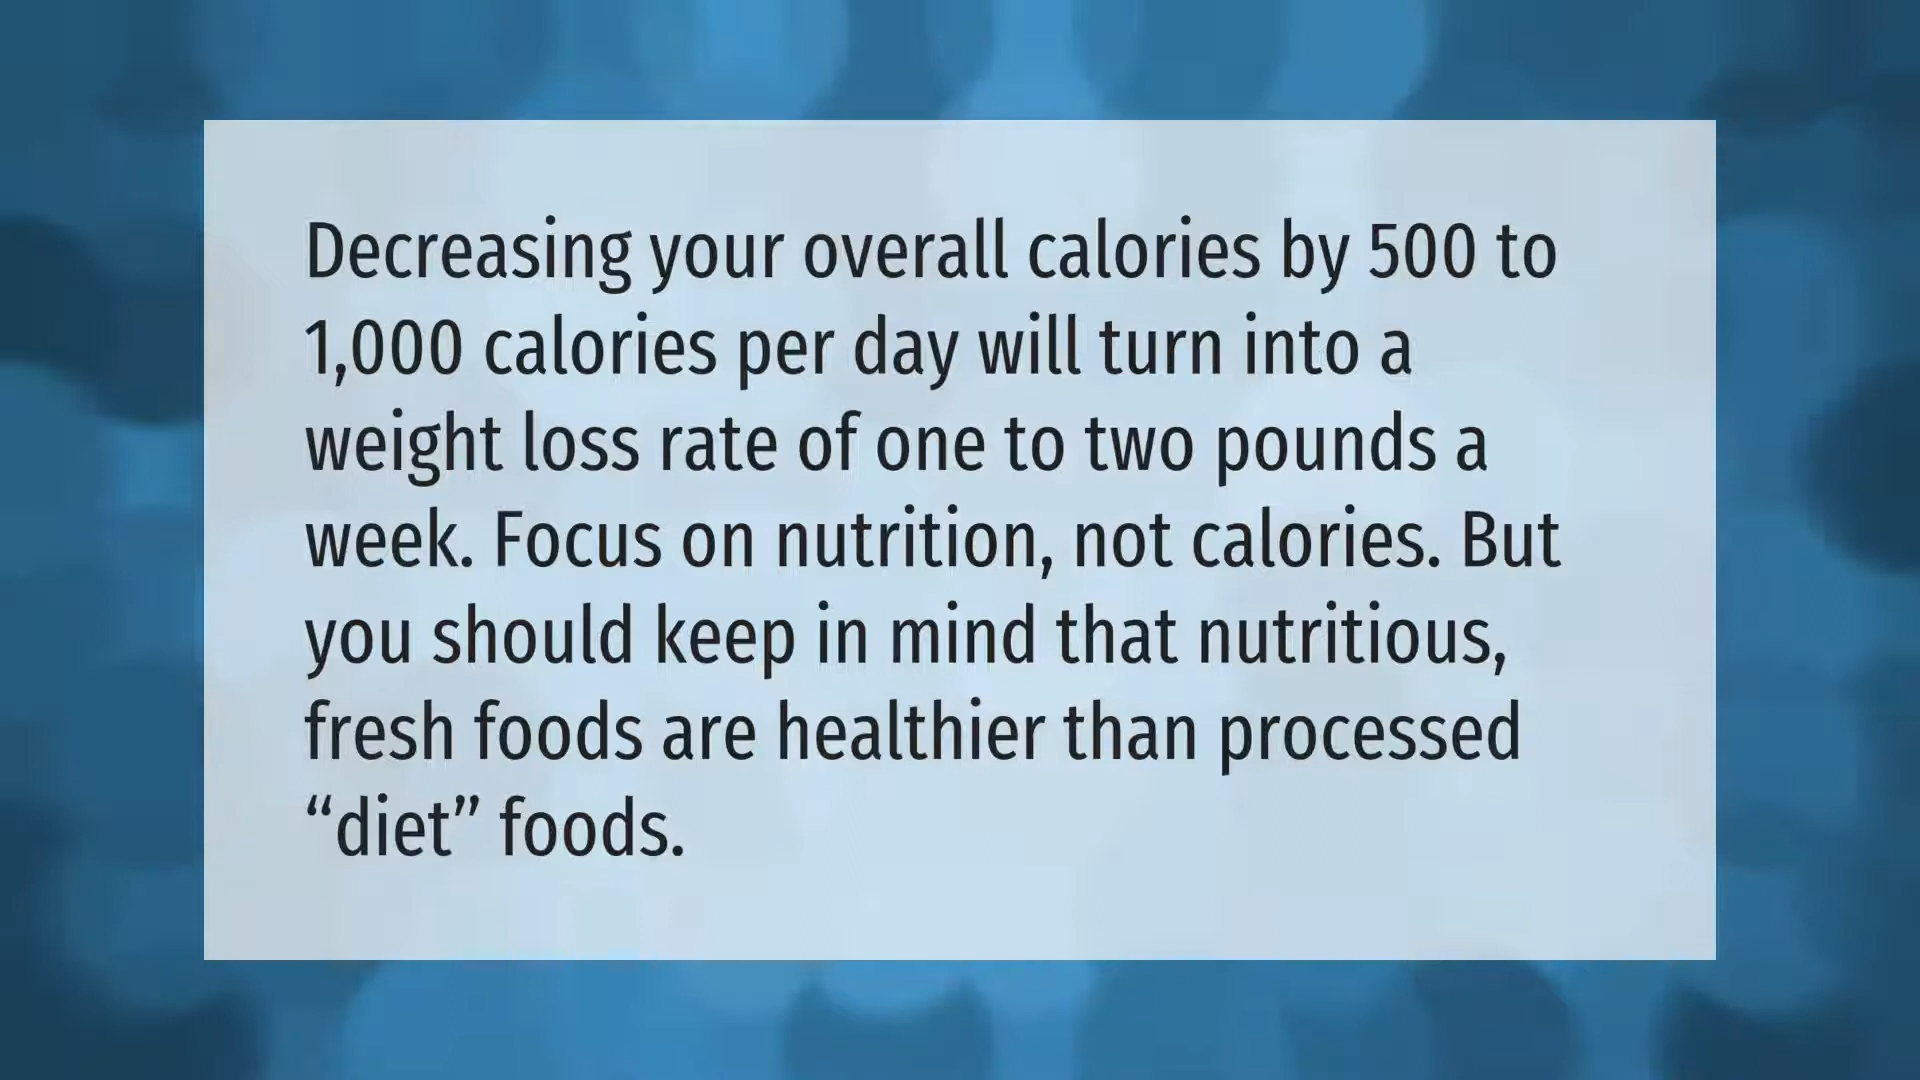 Decreasing your overall calories by 500 to
1,000 calories per day will turn into a
weight loss rate of one to two pounds a
week. Focus on nutrition, not calories. But
you should keep in mind that nutritious,
fresh foods are healthier than processed
“diet” foods.